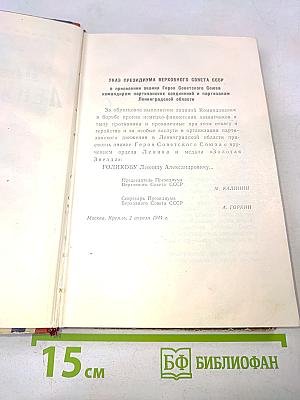 УКАЗ ПРЕЗИДИУМА ВЕРХОВНОГО СОВЕТА СССР
о присвоении звания Героя Советского Союза
командирам партизанских соединений и партизанам
Ленинградской области
За образцовое выполнение заданий Командования
в борьбе против немецко-фашистских захватчиков в
тылу противника и проявленные при этом отвагу и
геройство и за особые заслуги в организации парти-
занского движения в Ленинградской области прис-
воить звание Героя Советского Союза с вру-
чением ордена Ленина и медали «Золотая
Звезда»:
ГОЛИКОВУ Леониду Александровичу...
Председатель Президиума
Верховного Совета СССР
М. КАЛИНИН
Секретарь Президиума
Верховного Совета СССР
А. ГОРКИН
Москва, Кремль, 2 апреля 1944 г.
15 см
БФ БИБЛИОФАН